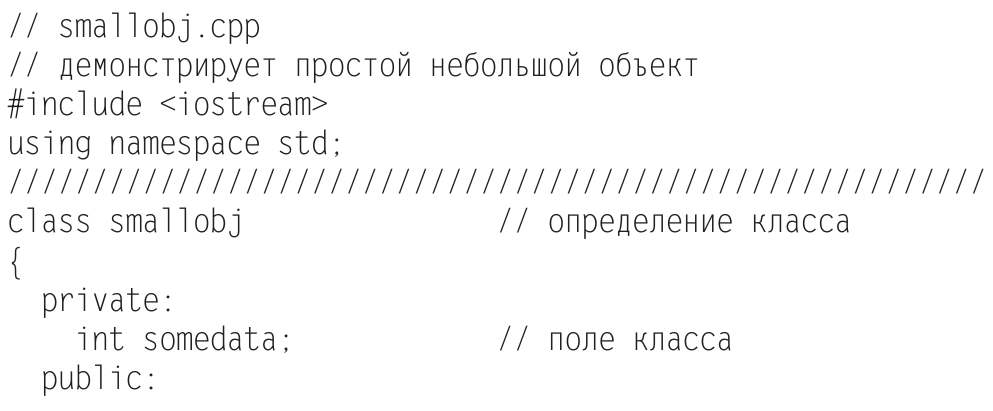 // smallobj.cpp
// демонстрирует простой небольшой объект
#include <iostream>
using namespace std;
//////////////////////////////////////////////////////////
class smallobj               // определение класса
{
  private:
    int somedata;            // поле класса
  public: